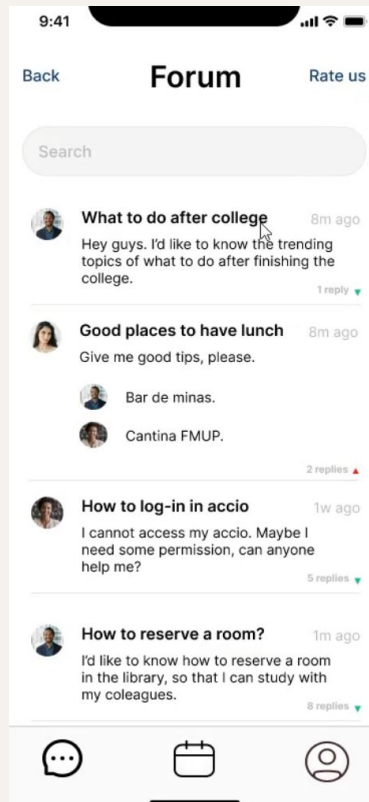 9:41
Back Forum Rate us
Search
What to do after college 8m ago
Hey guys. I'd like to know the trending
topics of what to do after finishing the
college.
1 reply
Good places to have lunch 8m ago
Give me good tips, please.
Bar de minas.
Cantina FMUP.
2 replies
How to log-in in accio 1w ago
I cannot access my accio. Maybe I
need some permission, can anyone
help me?
5 replies
How to reserve a room? 1m ago
I'd like to know how to reserve a room
in the library, so that I can study with
my coleagues.
8 replies